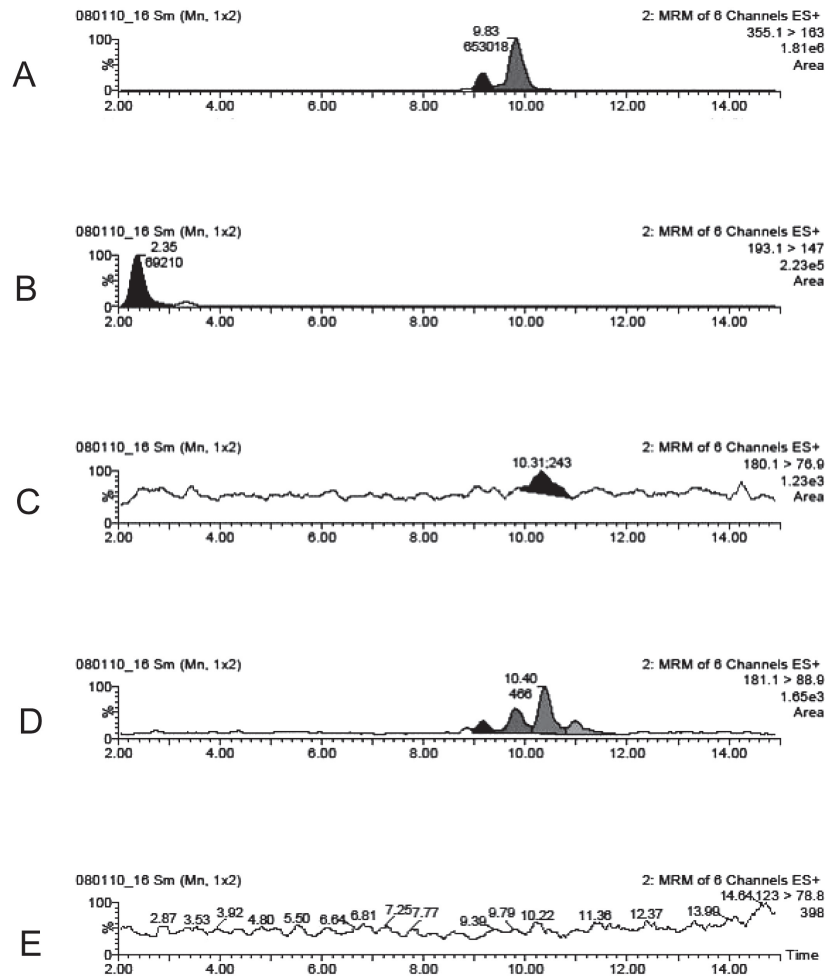 A
080110_16 Sm (Mn, 1x2)
2: MRM of 6 Channels ES+
355.1 > 163
1.81e6
Area
9.83
653018
100
%
0
2.00 4.00 6.00 8.00 10.00 12.00 14.00
B
080110_16 Sm (Mn, 1x2)
2: MRM of 6 Channels ES+
193.1 > 147
2.23e5
Area
2.35
69210
100
%
0
2.00 4.00 6.00 8.00 10.00 12.00 14.00
C
080110_16 Sm (Mn, 1x2)
2: MRM of 6 Channels ES+
180.1 > 76.9
1.23e3
Area
10.31;243
100
%
0
2.00 4.00 6.00 8.00 10.00 12.00 14.00
D
080110_16 Sm (Mn, 1x2)
2: MRM of 6 Channels ES+
181.1 > 88.9
1.65e3
Area
10.40
466
100
%
0
2.00 4.00 6.00 8.00 10.00 12.00 14.00
E
080110_16 Sm (Mn, 1x2)
2: MRM of 6 Channels ES+
14.64 123 > 78.8
398
100
%
0
2.87 3.53 3.92 4.80 5.50 6.64 6.81 7.25 7.77 9.39 9.79 10.22 11.36 12.37 13.99
Time
2.00 4.00 6.00 8.00 10.00 12.00 14.00